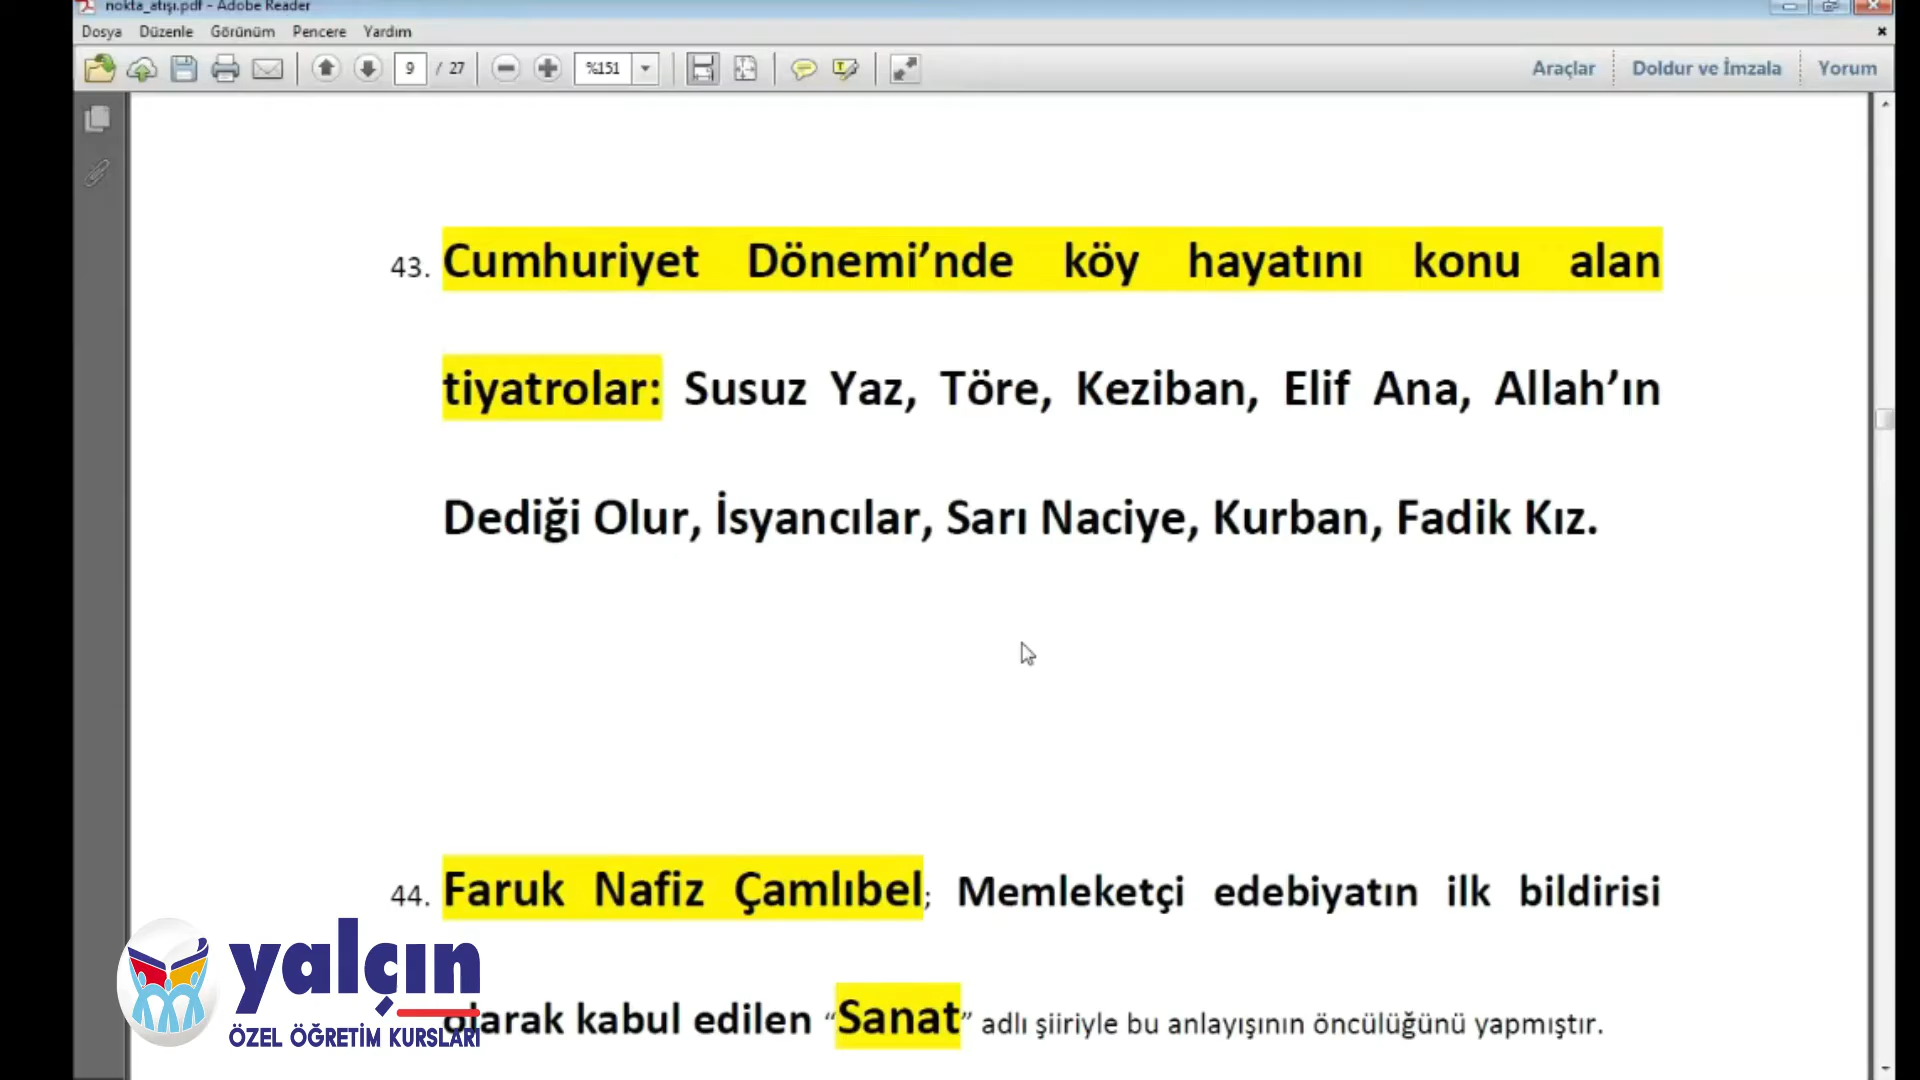 nokta_atışı.pdf - Adobe Reader
Dosya Düzenle Görünüm Pencere Yardım
9 / 27 %151 Araçlar Doldur ve İmzala Yorum
43. Cumhuriyet Dönemi’nde köy hayatını konu alan
tiyatrolar: Susuz Yaz, Töre, Keziban, Elif Ana, Allah’ın
Dediği Olur, İsyancılar, Sarı Naciye, Kurban, Fadik Kız.
44. Faruk Nafiz Çamlıbel; Memleketçi edebiyatın ilk bildirisi
olarak kabul edilen “Sanat” adlı şiiriyle bu anlayışının öncülüğünü yapmıştır.
yalçın
ÖZEL ÖĞRETİM KURSLARI